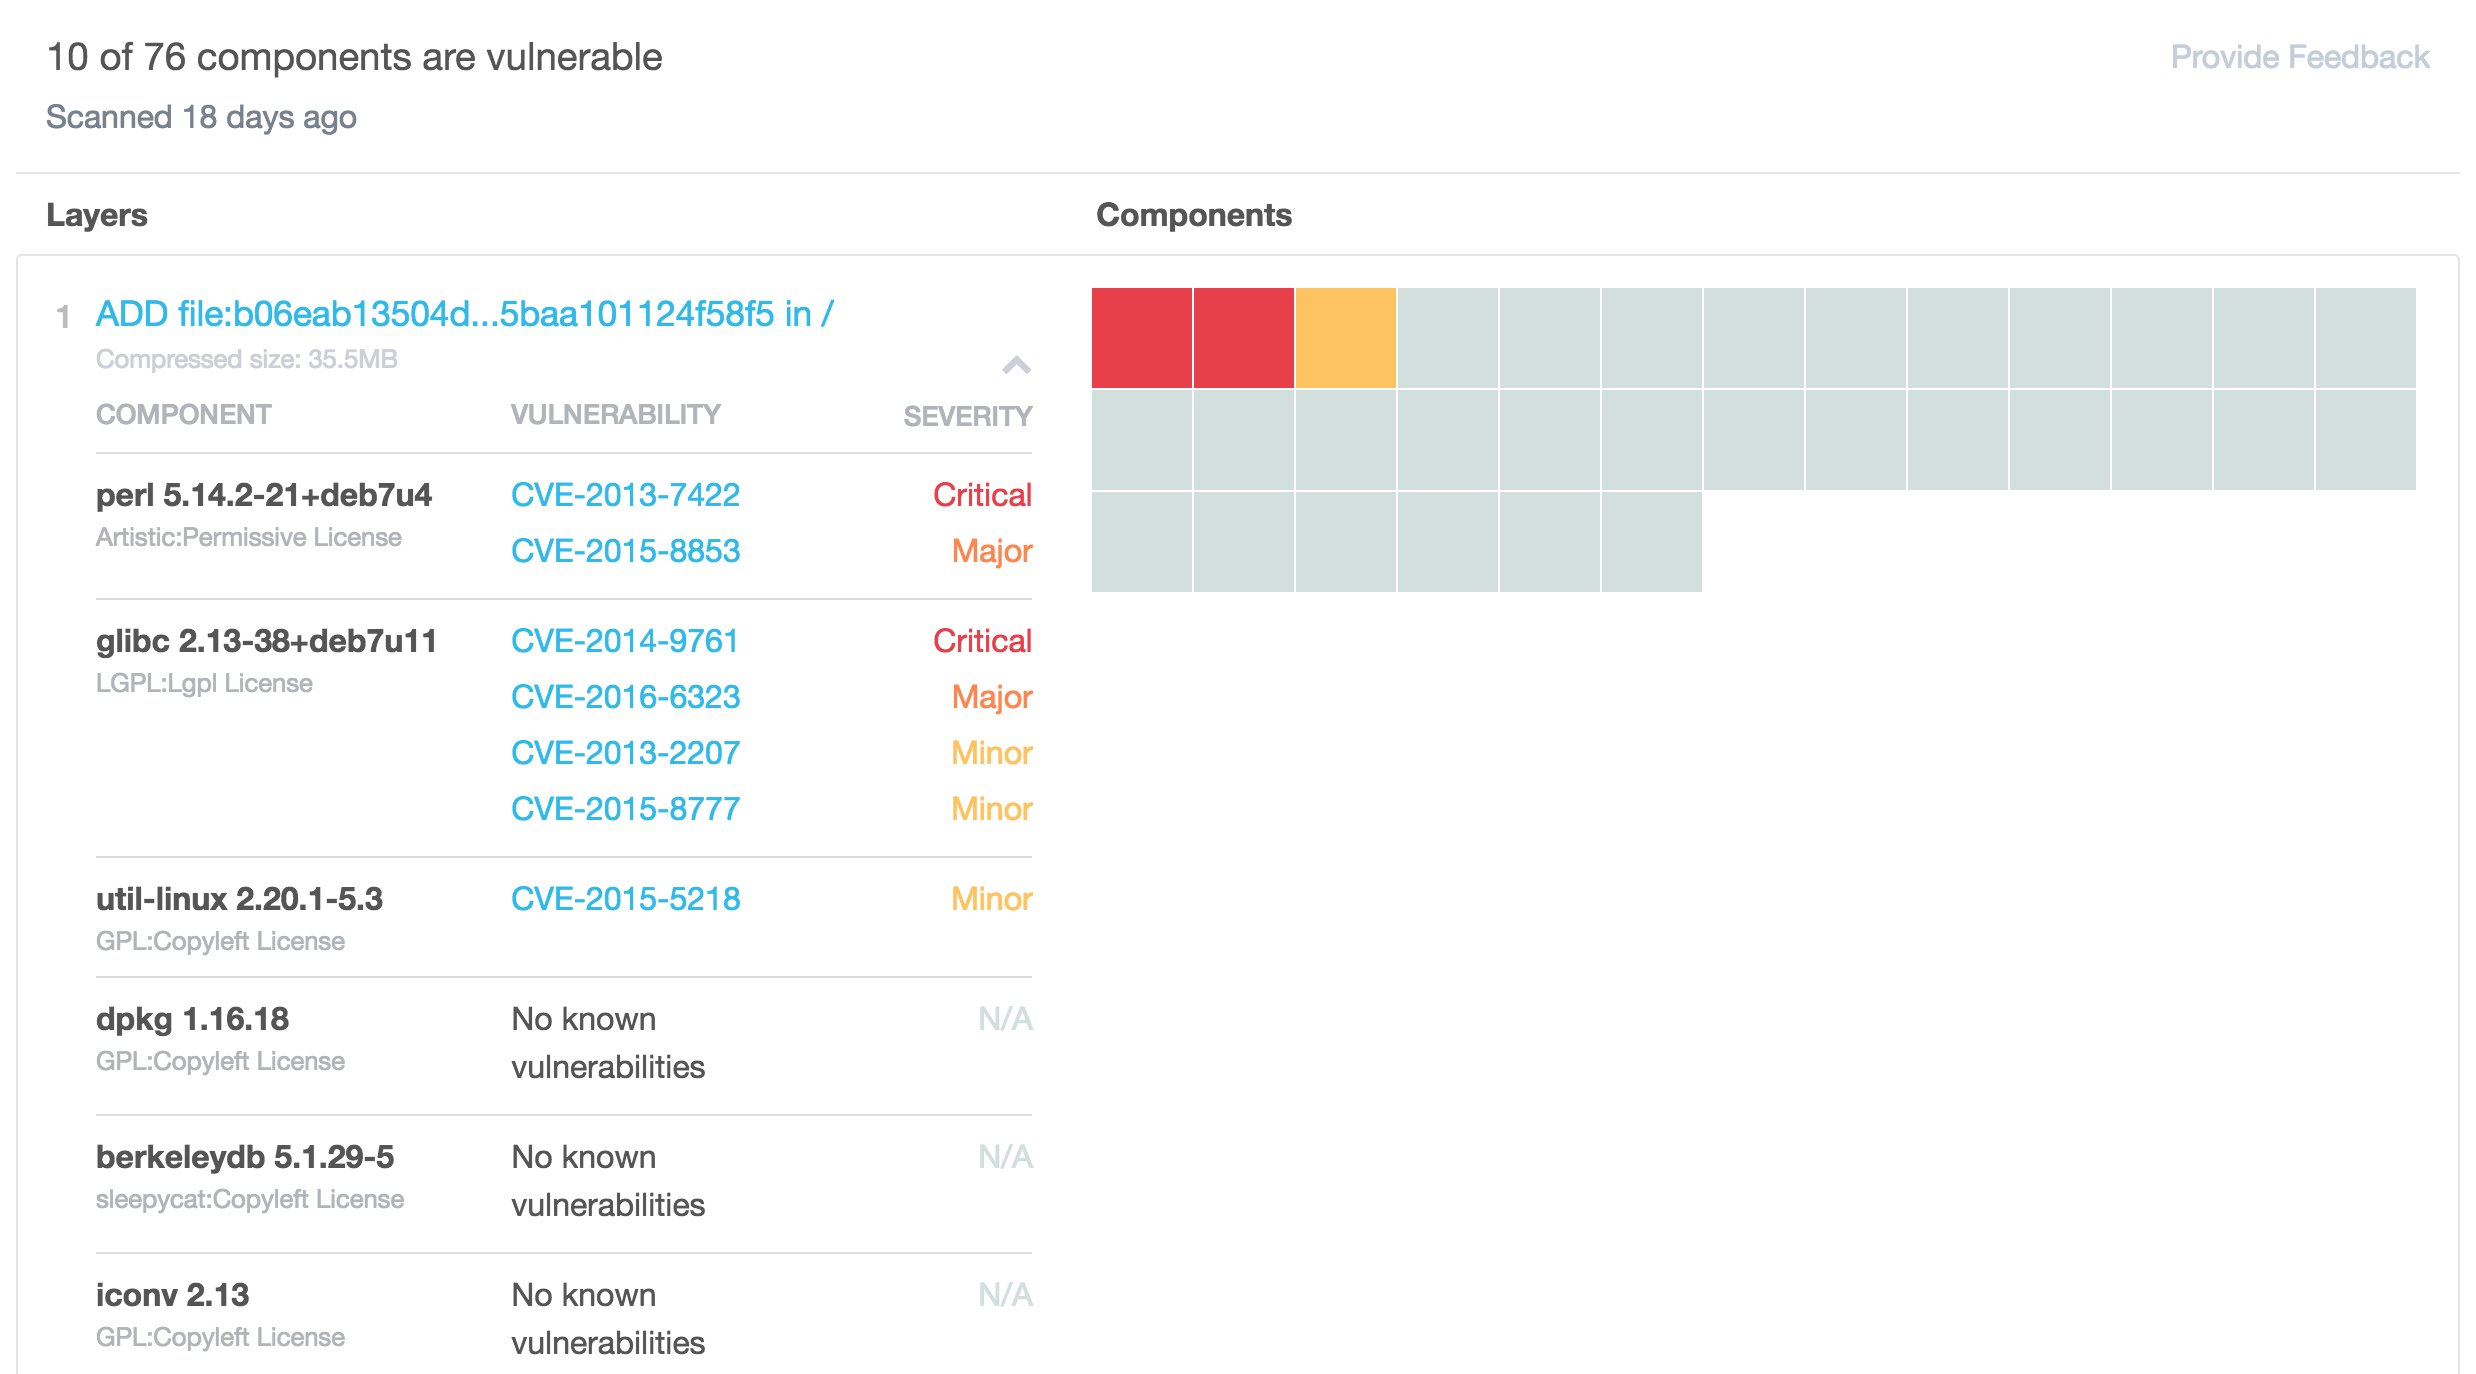 10 of 76 components are vulnerable
Provide Feedback
Scanned 18 days ago
Layers
Components
1 ADD file:b06eab13504d...5baa101124f58f5 in /
Compressed size: 35.5MB
COMPONENT VULNERABILITY SEVERITY
perl 5.14.2-21+deb7u4 CVE-2013-7422 Critical
Artistic:Permissive License
CVE-2015-8853 Major
glibc 2.13-38+deb7u11 CVE-2014-9761 Critical
LGPL:Lgpl License
CVE-2016-6323 Major
CVE-2013-2207 Minor
CVE-2015-8777 Minor
util-linux 2.20.1-5.3 CVE-2015-5218 Minor
GPL:Copyleft License
dpkg 1.16.18 No known N/A
GPL:Copyleft License
vulnerabilities
berkeleydb 5.1.29-5 No known N/A
sleepycat:Copyleft License
vulnerabilities
iconv 2.13 No known N/A
GPL:Copyleft License
vulnerabilities